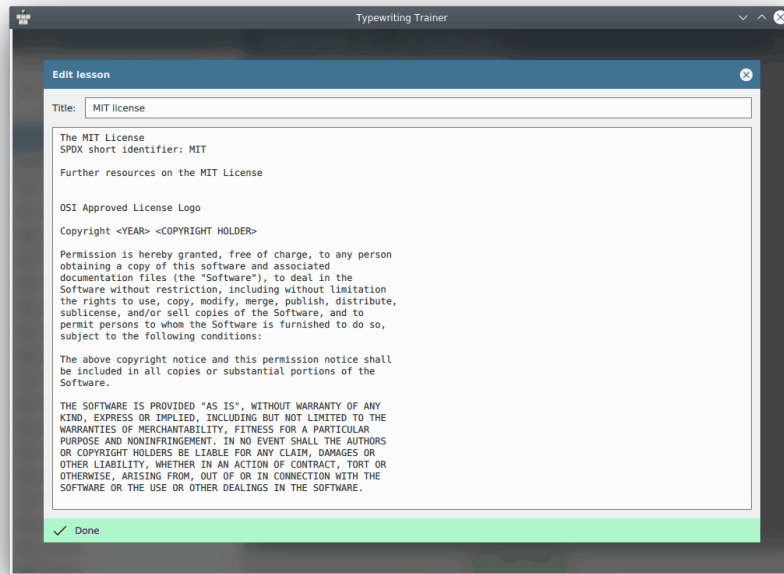 Typewriting Trainer
Edit lesson
Title: MIT license
The MIT License
SPDX short identifier: MIT
Further resources on the MIT License
OSI Approved License Logo
Copyright <YEAR> <COPYRIGHT HOLDER>
Permission is hereby granted, free of charge, to any person
obtaining a copy of this software and associated
documentation files (the "Software"), to deal in the
Software without restriction, including without limitation
the rights to use, copy, modify, merge, publish, distribute,
sublicense, and/or sell copies of the Software, and to
permit persons to whom the Software is furnished to do so,
subject to the following conditions:
The above copyright notice and this permission notice shall
be included in all copies or substantial portions of the
Software.
THE SOFTWARE IS PROVIDED "AS IS", WITHOUT WARRANTY OF ANY
KIND, EXPRESS OR IMPLIED, INCLUDING BUT NOT LIMITED TO THE
WARRANTIES OF MERCHANTABILITY, FITNESS FOR A PARTICULAR
PURPOSE AND NONINFRINGEMENT. IN NO EVENT SHALL THE AUTHORS
OR COPYRIGHT HOLDERS BE LIABLE FOR ANY CLAIM, DAMAGES OR
OTHER LIABILITY, WHETHER IN AN ACTION OF CONTRACT, TORT OR
OTHERWISE, ARISING FROM, OUT OF OR IN CONNECTION WITH THE
SOFTWARE OR THE USE OR OTHER DEALINGS IN THE SOFTWARE.
Done